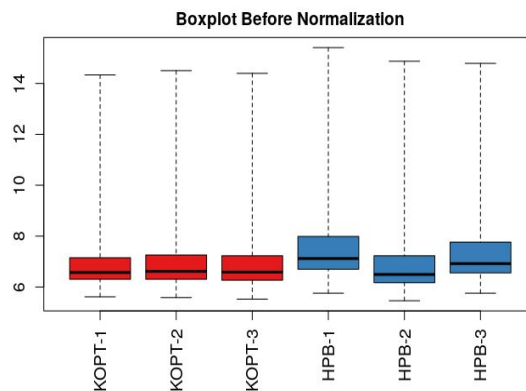 Boxplot Before Normalization
14
12
10
8
6
KOPT-1
KOPT-2
KOPT-3
HPB-1
HPB-2
HPB-3